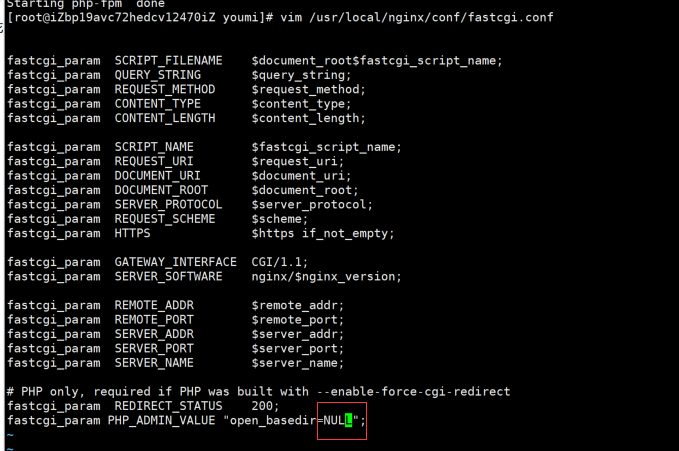 Starting php-fpm  done
[root@iZbp19avc72hedcv12470iZ youmi]# vim /usr/local/nginx/conf/fastcgi.conf
fastcgi_param  SCRIPT_FILENAME    $document_root$fastcgi_script_name;
fastcgi_param  QUERY_STRING       $query_string;
fastcgi_param  REQUEST_METHOD     $request_method;
fastcgi_param  CONTENT_TYPE       $content_type;
fastcgi_param  CONTENT_LENGTH     $content_length;
fastcgi_param  SCRIPT_NAME        $fastcgi_script_name;
fastcgi_param  REQUEST_URI        $request_uri;
fastcgi_param  DOCUMENT_URI       $document_uri;
fastcgi_param  DOCUMENT_ROOT      $document_root;
fastcgi_param  SERVER_PROTOCOL    $server_protocol;
fastcgi_param  REQUEST_SCHEME     $scheme;
fastcgi_param  HTTPS              $https if_not_empty;
fastcgi_param  GATEWAY_INTERFACE  CGI/1.1;
fastcgi_param  SERVER_SOFTWARE    nginx/$nginx_version;
fastcgi_param  REMOTE_ADDR        $remote_addr;
fastcgi_param  REMOTE_PORT        $remote_port;
fastcgi_param  SERVER_ADDR        $server_addr;
fastcgi_param  SERVER_PORT        $server_port;
fastcgi_param  SERVER_NAME        $server_name;
# PHP only, required if PHP was built with --enable-force-cgi-redirect
fastcgi_param  REDIRECT_STATUS    200;
fastcgi_param PHP_ADMIN_VALUE "open_basedir=NULL";
~
~